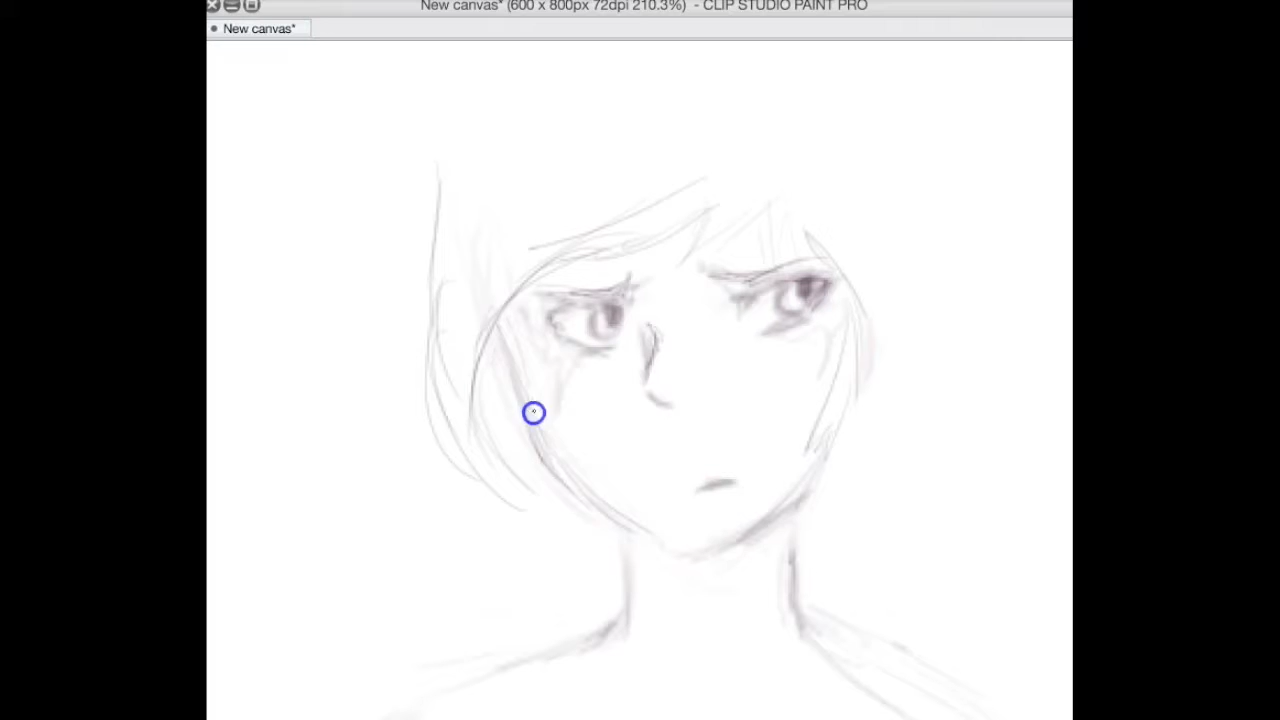 New canvas* (600 x 800px 72dpi 210.3%)  - CLIP STUDIO PAINT PRO
New canvas*